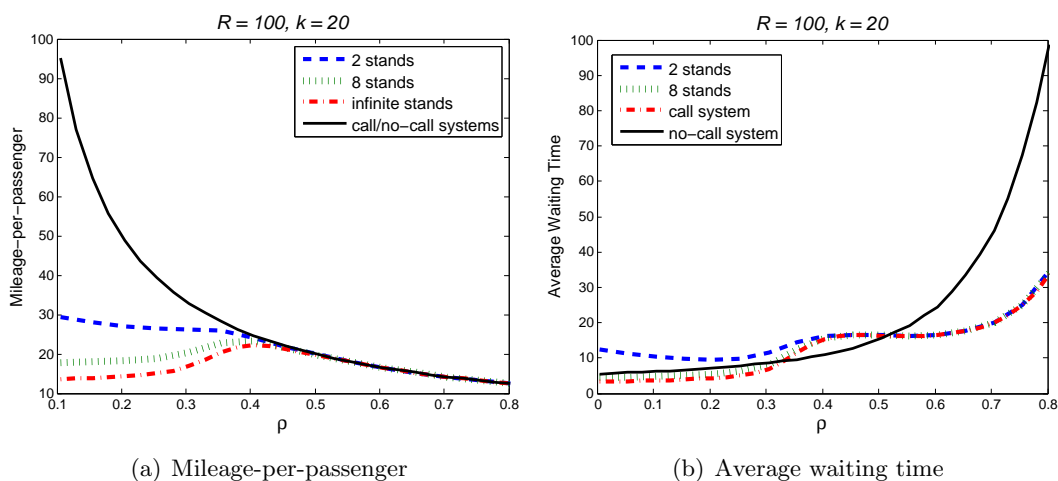 R = 100, k = 20
100
90
80
70
60
50
40
30
20
10
0.1
0.2
0.3
0.4
0.5
0.6
0.7
0.8
Mileage−per−passenger
ρ
2 stands
8 stands
infinite stands
call/no−call systems
(a) Mileage-per-passenger
R = 100, k = 20
100
90
80
70
60
50
40
30
20
10
0
0
0.1
0.2
0.3
0.4
0.5
0.6
0.7
0.8
Average Waiting Time
ρ
2 stands
8 stands
call system
no−call system
(b) Average waiting time